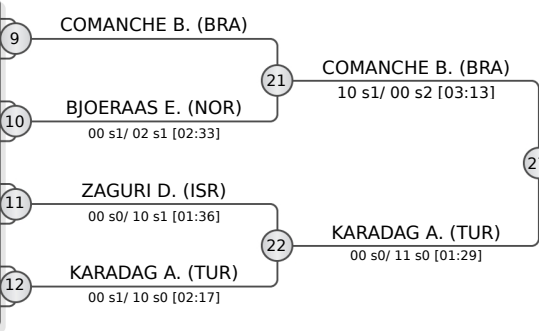 COMANCHE B. (BRA)
9
21
COMANCHE B. (BRA)
10 s1/ 00 s2 [03:13]
BJOERAAS E. (NOR)
10
00 s1/ 02 s1 [02:33]
ZAGURI D. (ISR)
11
00 s0/ 10 s1 [01:36]
22
KARADAG A. (TUR)
00 s0/ 11 s0 [01:29]
KARADAG A. (TUR)
12
00 s1/ 10 s0 [02:17]